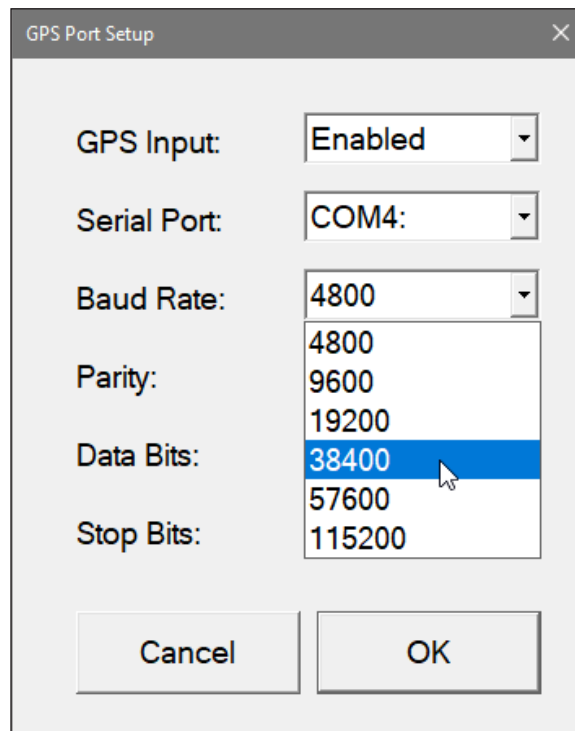 GPS Port Setup
GPS Input: Enabled
Serial Port: COM4:
Baud Rate: 4800
4800
9600
Parity:
19200
38400
Data Bits:
57600
Stop Bits: 115200
Cancel OK